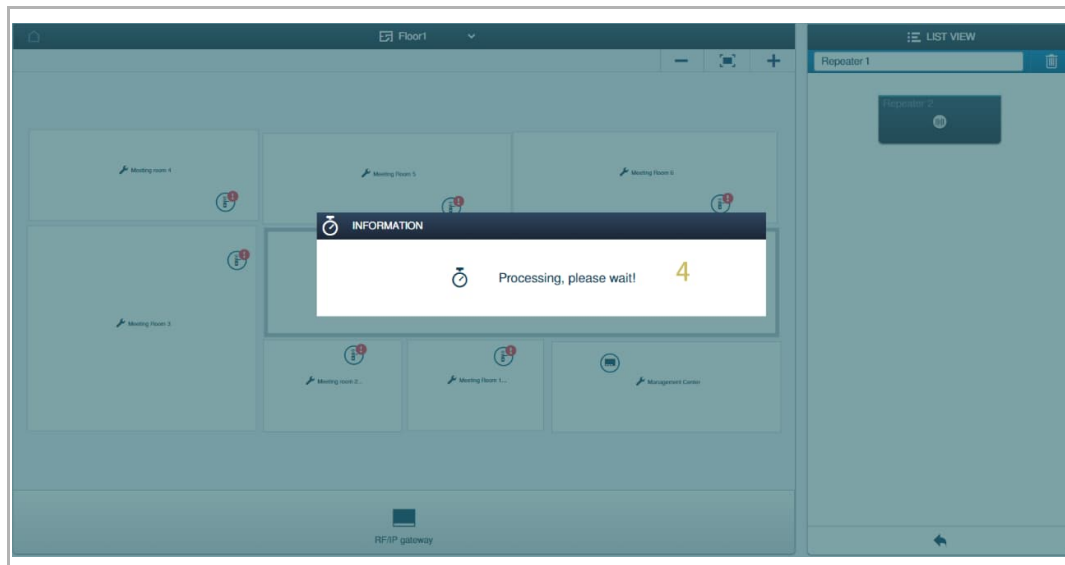 Floor1
LIST VIEW
Repeater 1
Repeater 2
Meeting room 4
Meeting Room 5
Meeting Room 6
INFORMATION
Processing, please wait!
4
Meeting Room 3
Meeting room 2...
Meeting Room 1...
Management Center
RF/IP gateway